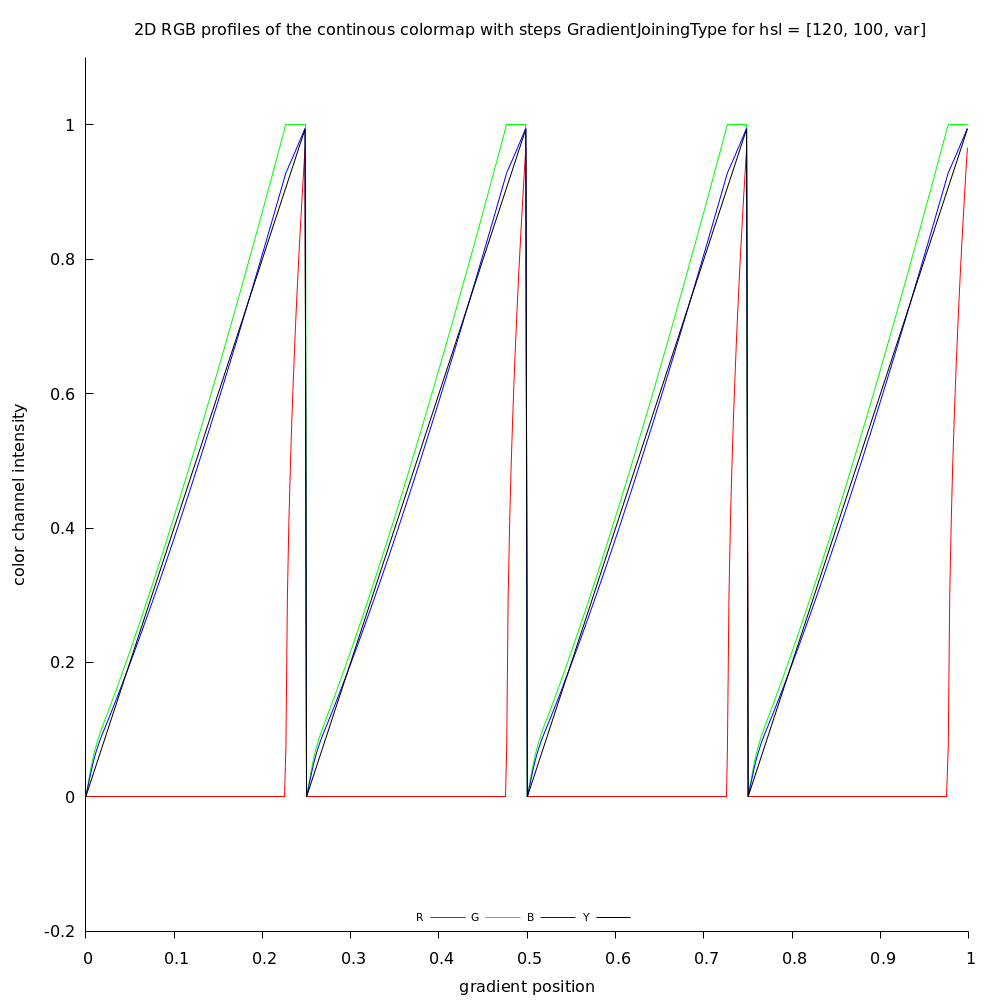 2D RGB profiles of the continous colormap with steps GradientJoiningType for hsl = [120, 100, var]
1
0.8
0.6
0.4
0.2
0
-0.2
color channel intensity
R G B Y
0 0.1 0.2 0.3 0.4 0.5 0.6 0.7 0.8 0.9 1
gradient position